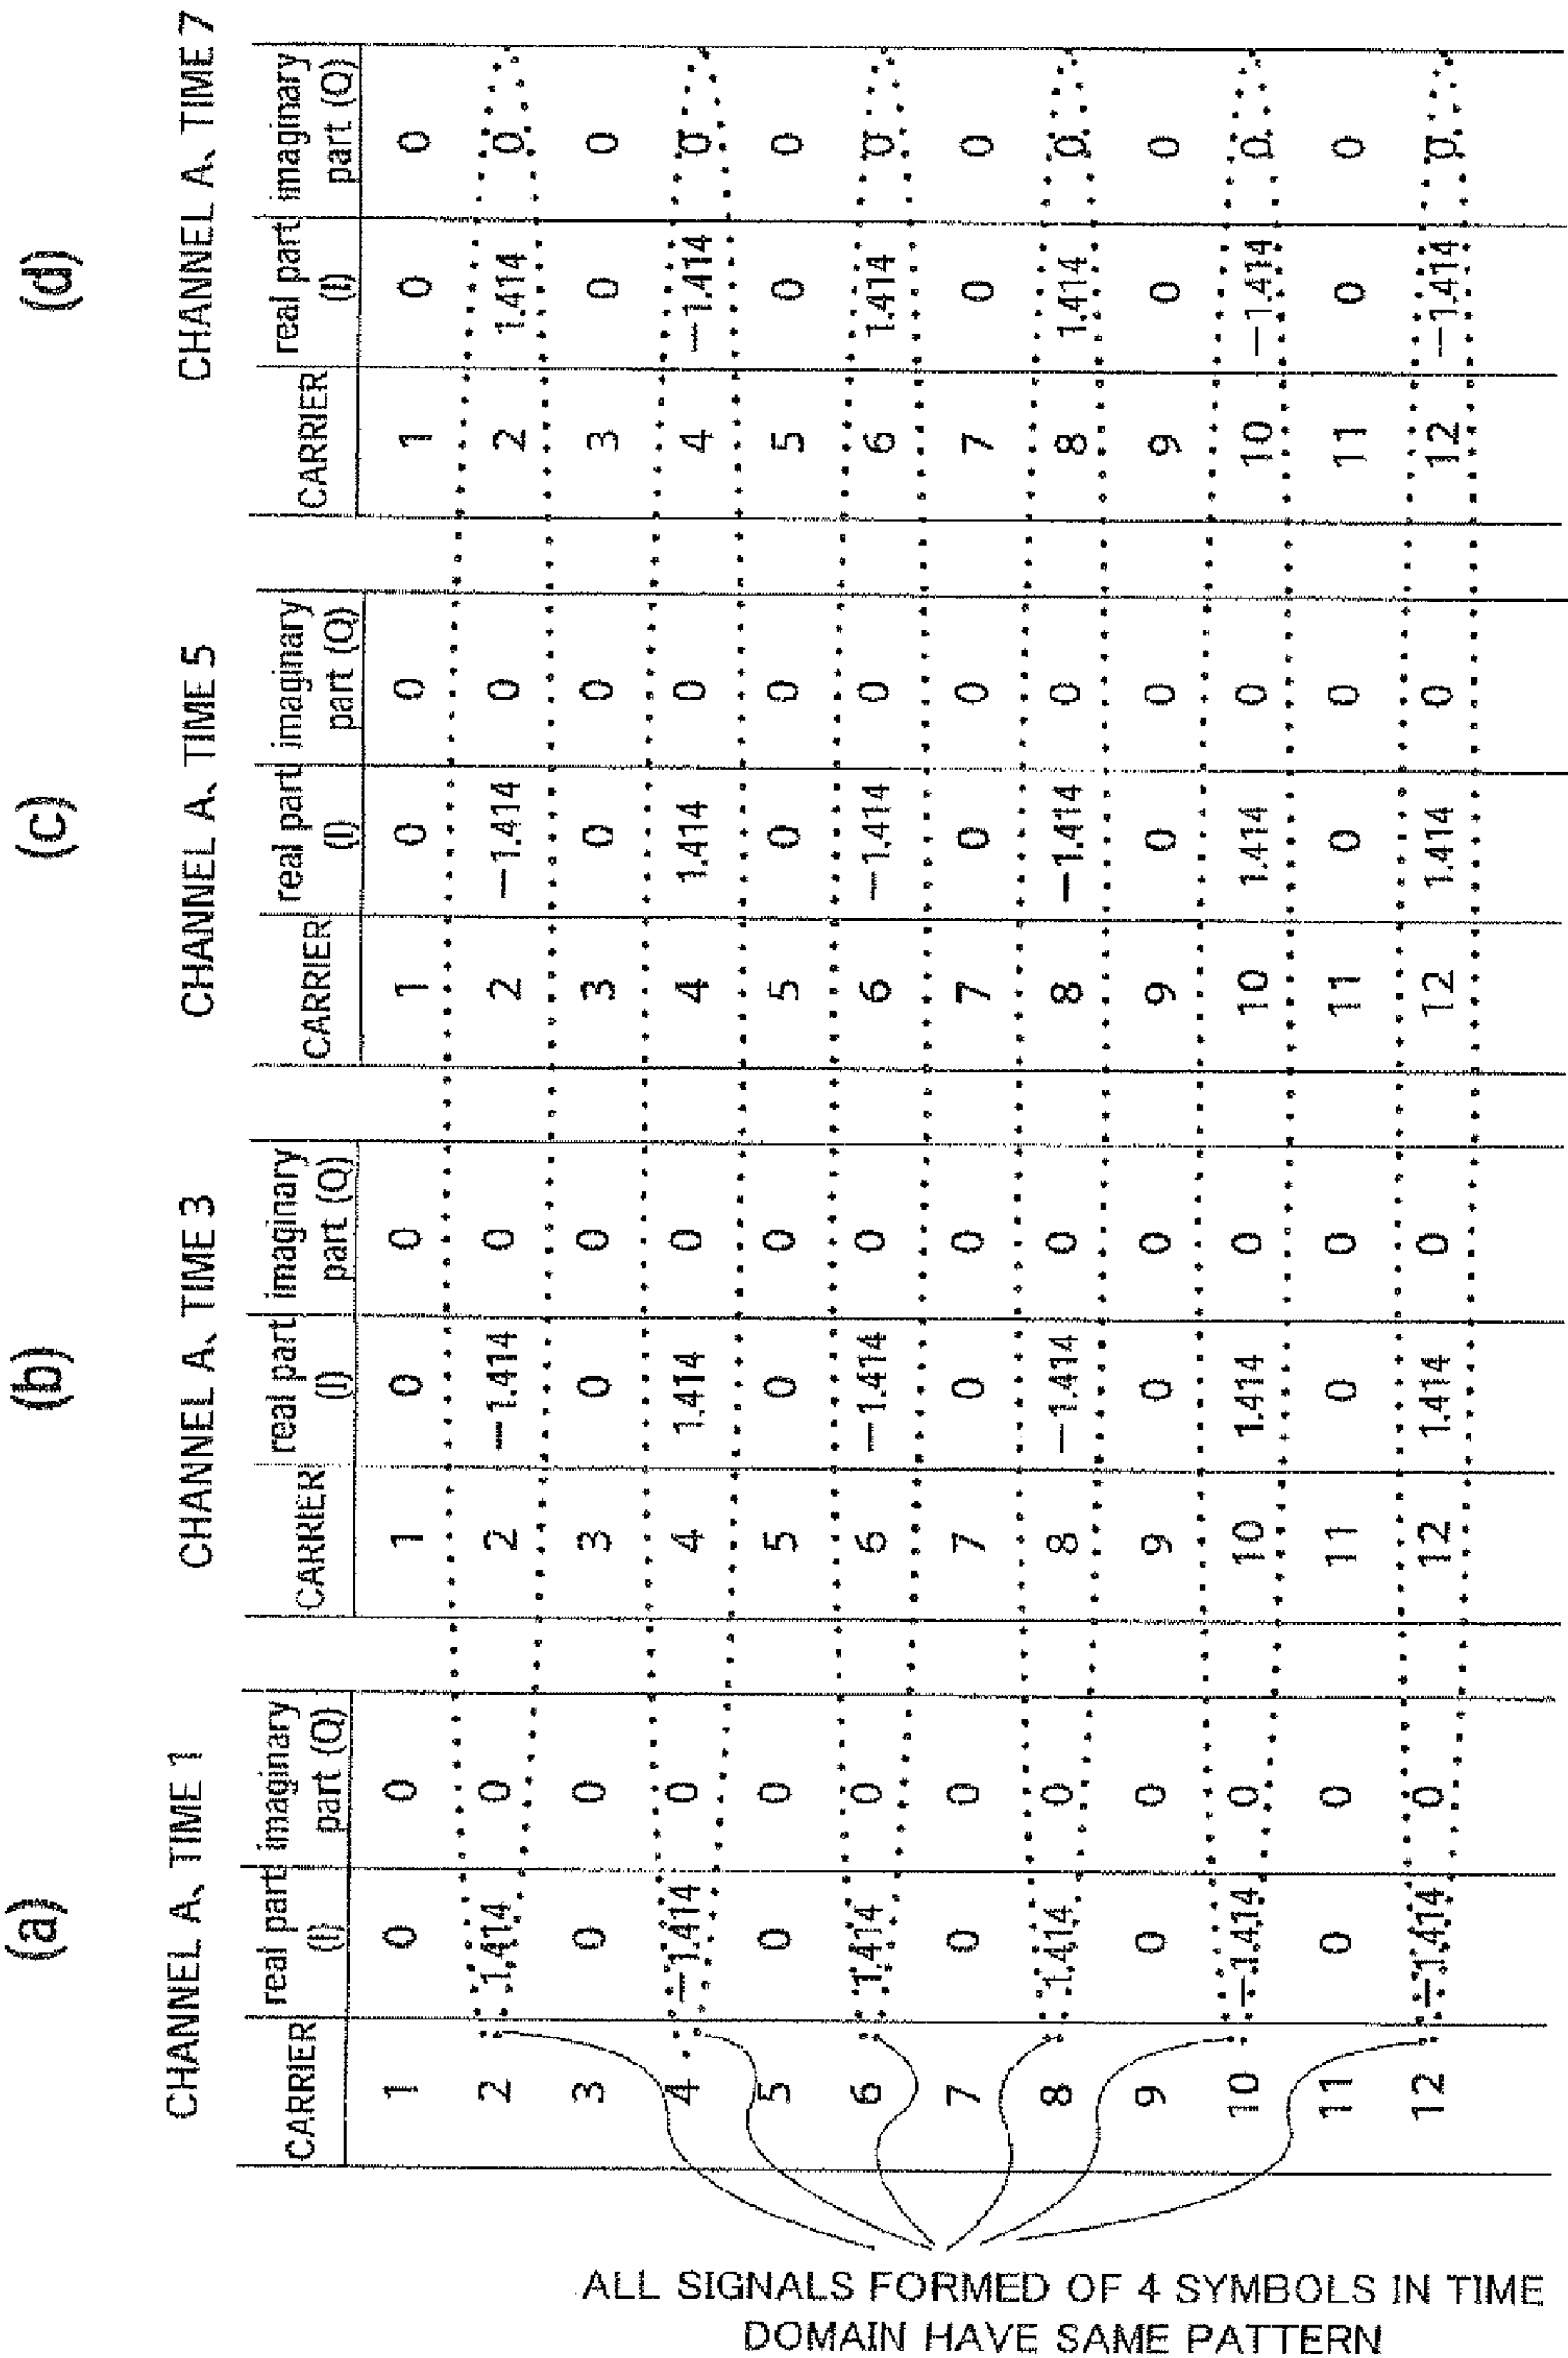 (a)
CHANNEL A、TIME 1
CARRIER real part (I) imaginary part (Q)
1 0 0
2 1.414 0
3 0 0
4 −1.414 0
5 0 0
6 1.414 0
7 0 0
8 1.414 0
9 0 0
10 −1.414 0
11 0 0
12 −1.414 0
ALL SIGNALS FORMED OF 4 SYMBOLS IN TIME
DOMAIN HAVE SAME PATTERN
(b)
CHANNEL A、TIME 3
CARRIER real part (I) imaginary part (Q)
1 0 0
2 −1.414 0
3 0 0
4 1.414 0
5 0 0
6 −1.414 0
7 0 0
8 −1.414 0
9 0 0
10 1.414 0
11 0 0
12 1.414 0
(c)
CHANNEL A、TIME 5
CARRIER real part (I) imaginary part (Q)
1 0 0
2 −1.414 0
3 0 0
4 1.414 0
5 0 0
6 −1.414 0
7 0 0
8 −1.414 0
9 0 0
10 1.414 0
11 0 0
12 1.414 0
(d)
CHANNEL A、TIME 7
CARRIER real part (I) imaginary part (Q)
1 0 0
2 1.414 0
3 0 0
4 −1.414 0
5 0 0
6 1.414 0
7 0 0
8 1.414 0
9 0 0
10 −1.414 0
11 0 0
12 −1.414 0